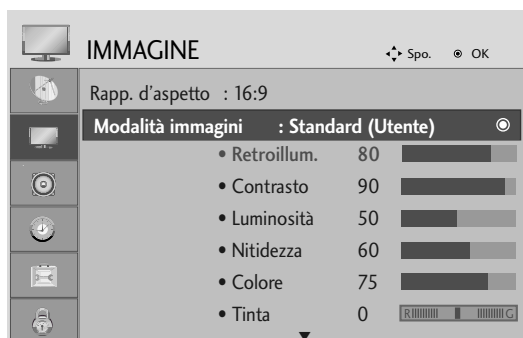 IMMAGINE Spo. OK
Rapp. d'aspetto : 16:9
Modalità immagini : Standard (Utente)
• Retroillum. 80
• Contrasto 90
• Luminosità 50
• Nitidezza 60
• Colore 75
• Tinta 0 R G